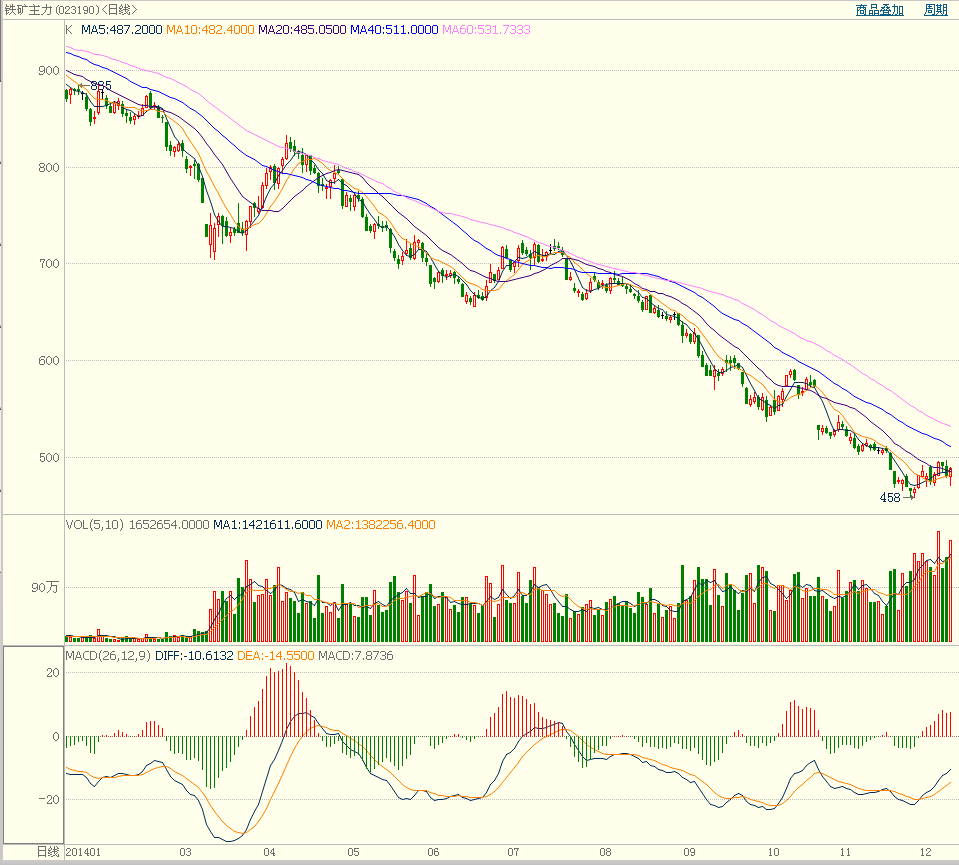 铁矿主力(023190)<日线> 商品叠加 周期
K MA5:487.2000 MA10:482.4000 MA20:485.0500 MA40:511.0000 MA60:531.7333
900
885
800
700
600
500
458
VOL(5,10) 1652654.0000 MA1:1421611.6000 MA2:1382256.4000
90万
MACD(26,12,9) DIFF:-10.6132 DEA:-14.5500 MACD:7.8736
20
0
-20
日线 201401 03 04 05 06 07 08 09 10 11 12